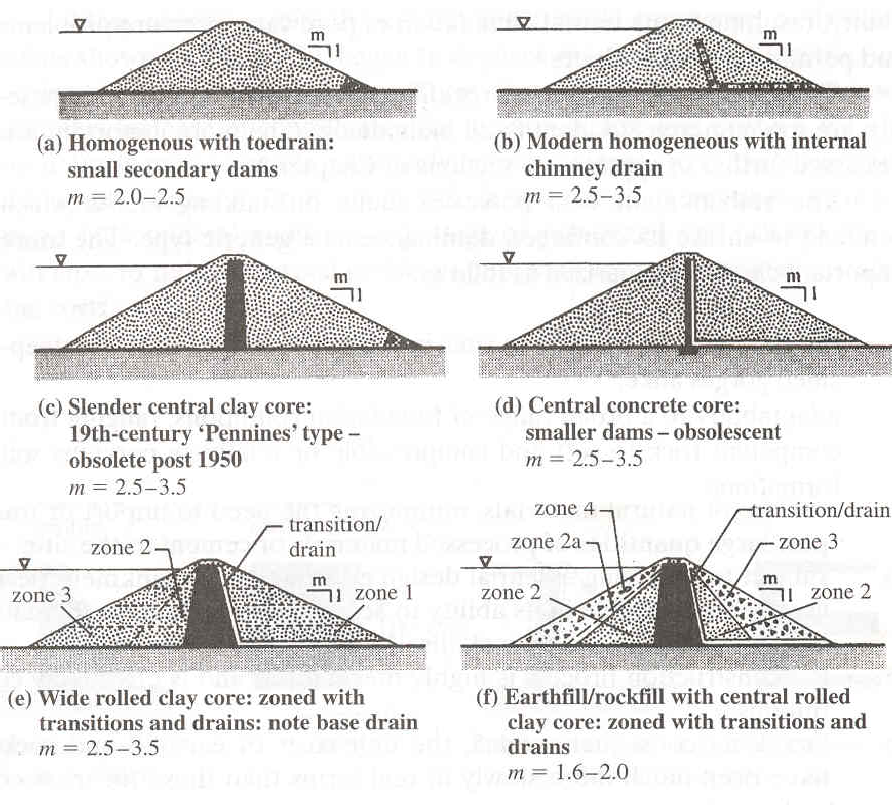 m
1
m
1
(a) Homogenous with toedrain:
small secondary dams
m = 2.0–2.5
(b) Modern homogeneous with internal
chimney drain
m = 2.5–3.5
m
1
m
1
(c) Slender central clay core:
19th-century ‘Pennines’ type –
obsolete post 1950
m = 2.5–3.5
(d) Central concrete core:
smaller dams – obsolescent
m = 2.5–3.5
zone 2
transition/
drain
zone 3
m
1
zone 1
zone 4
transition/drain
zone 2a
zone 3
zone 2
m
1
zone 2
(e) Wide rolled clay core: zoned with
transitions and drains: note base drain
m = 2.5–3.5
(f) Earthfill/rockfill with central rolled
clay core: zoned with transitions and
drains
m = 1.6–2.0